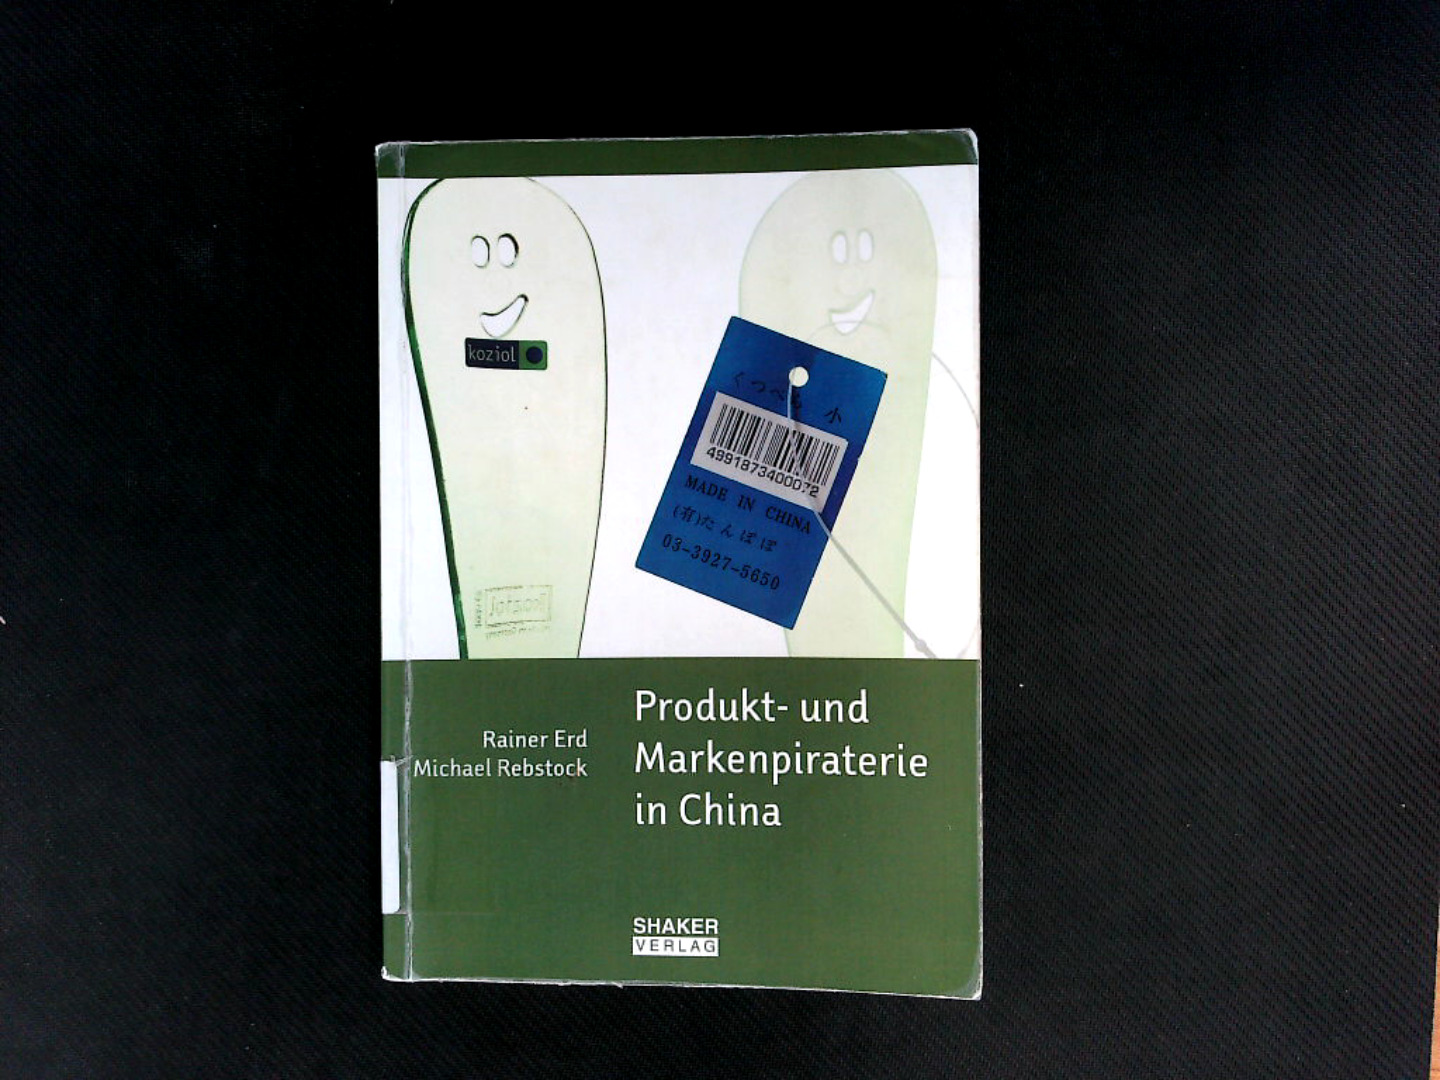 koziol
くつべら 小
4991873400072
MADE IN CHINA
(有)たんぽぽ
03-3927-5650
Produkt- und
Markenpiraterie
in China
Rainer Erd
Michael Rebstock
SHAKER
VERLAG